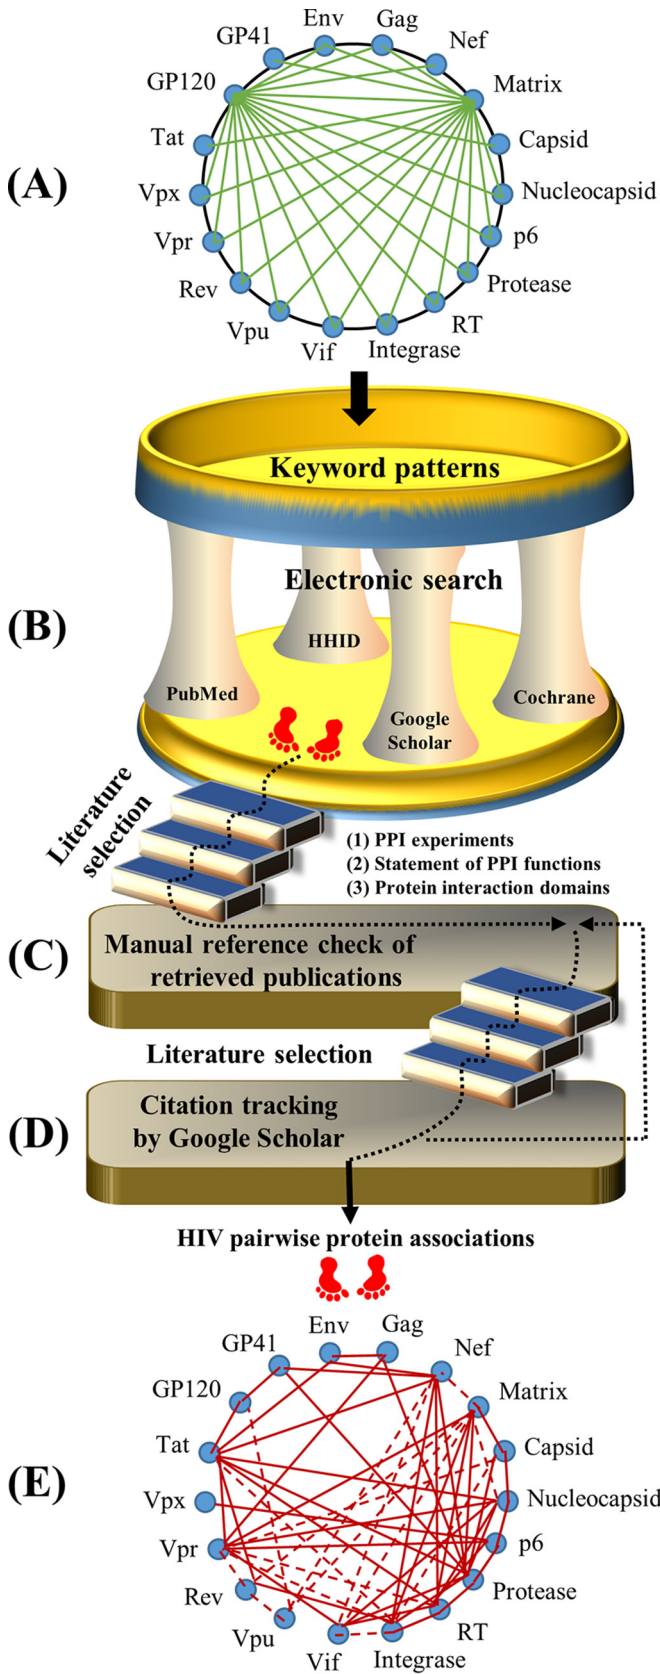 Env
Gag
GP41
Nef
GP120
Matrix
Tat
Capsid
(A)
Vpx
Nucleocapsid
Vpr
p6
Rev
Protease
Vpu
RT
Vif
Integrase
Keyword patterns
Electronic search
(B)
HHID
PubMed
Cochrane
Google
Scholar
Literature
selection
(1) PPI experiments
(2) Statement of PPI functions
(3) Protein interaction domains
(C)
Manual reference check of
retrieved publications
Literature selection
(D)
Citation tracking
by Google Scholar
HIV pairwise protein associations
Env
Gag
GP41
Nef
GP120
Matrix
Tat
Capsid
(E)
Vpx
Nucleocapsid
Vpr
p6
Rev
Protease
Vpu
RT
Vif
Integrase